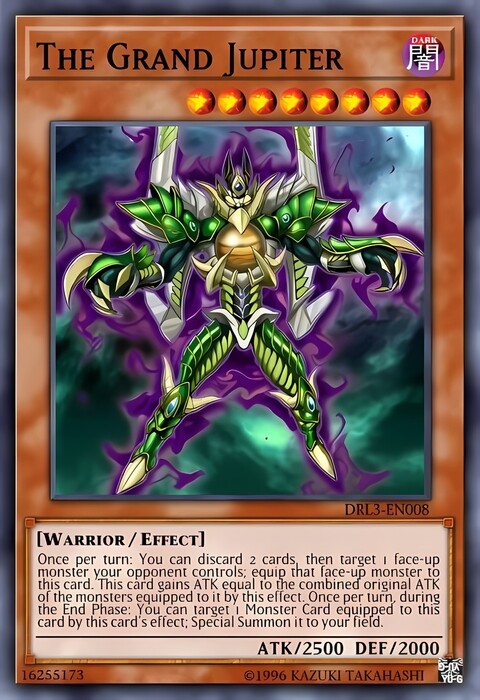 THE GRAND JUPITER
DARK
闇
DRL3-EN008
[WARRIOR / EFFECT]
Once per turn: You can discard 2 cards, then target 1 face-up
monster your opponent controls; equip that face-up monster to
this card. This card gains ATK equal to the combined original ATK
of the monsters equipped to it by this effect. Once per turn, during
the End Phase: You can target 1 Monster Card equipped to this
card by this card's effect; Special Summon it to your field.
ATK/2500 DEF/2000
16255173
©1996 KAZUKI TAKAHASHI